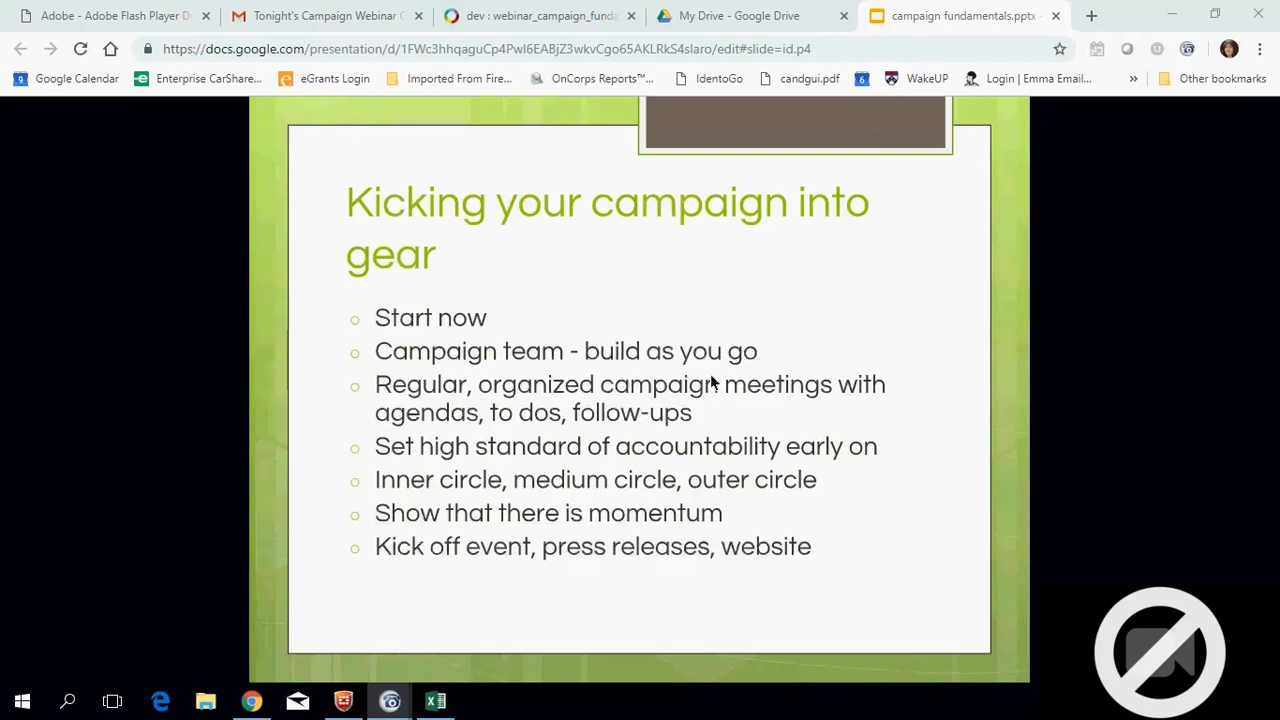 Adobe - Adobe Flash Player D
Tonight's Campaign Webinar C
dev : webinar_campaign_funda
My Drive - Google Drive
campaign fundamentals.pptx -
https://docs.google.com/presentation/d/1FWc3hhqaguCp4Pwl6EABjZ3wkvCgo65AKLRkS4slaro/edit#slide=id.p4
Google Calendar
Enterprise CarShare...
eGrants Login
Imported From Fire...
OnCorps Reports™...
IdentoGo
candguide.pdf
WakeUP
Login | Emma Email...
Other bookmarks
Kicking your campaign into
gear
Start now
Campaign team - build as you go
Regular, organized campaign meetings with
agendas, to dos, follow-ups
Set high standard of accountability early on
Inner circle, medium circle, outer circle
Show that there is momentum
Kick off event, press releases, website